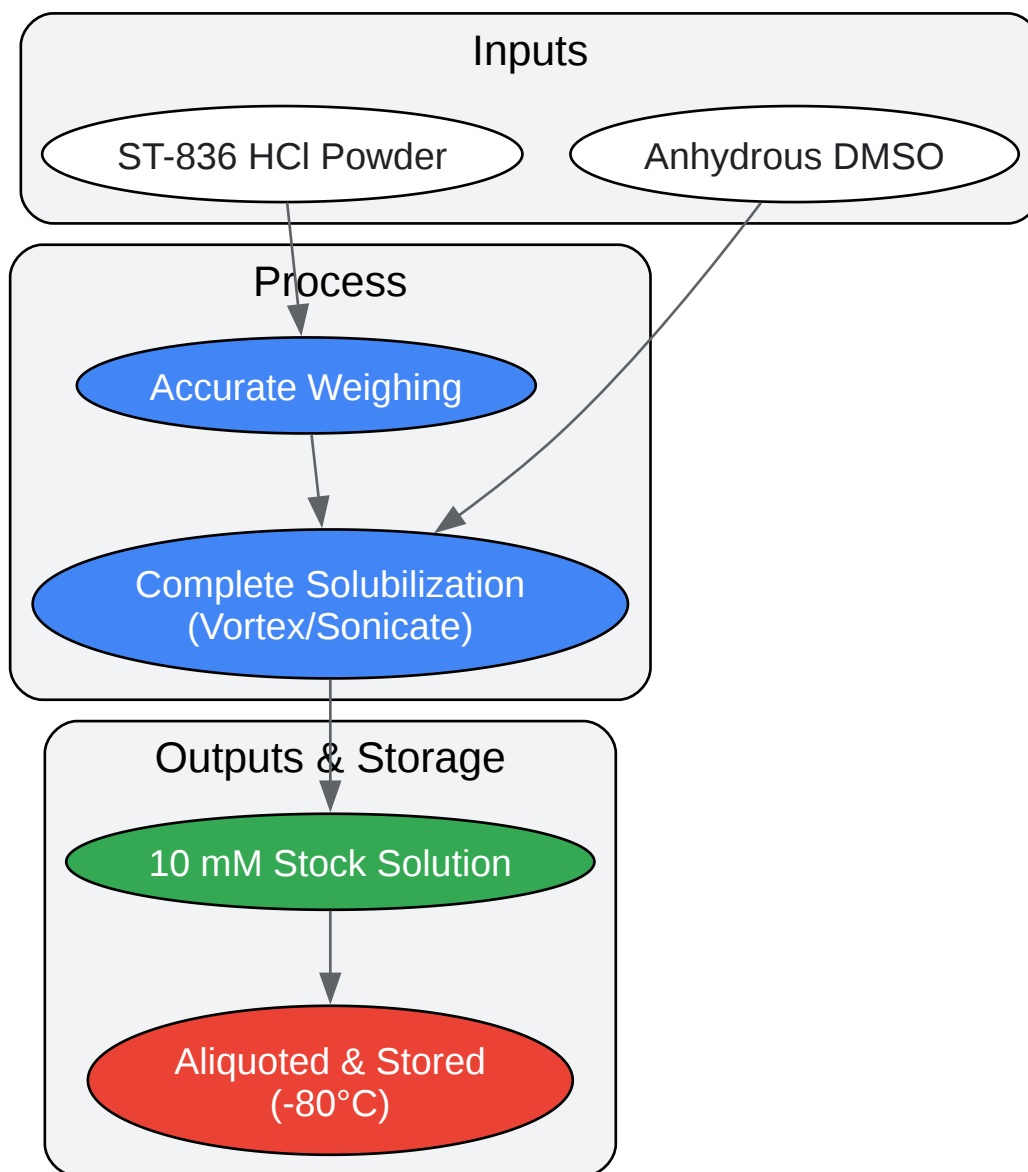 Inputs
ST-836 HCl Powder
Anhydrous DMSO
Process
Accurate Weighing
Complete Solubilization
(Vortex/Sonicate)
Outputs & Storage
10 mM Stock Solution
Aliquoted & Stored
(-80°C)